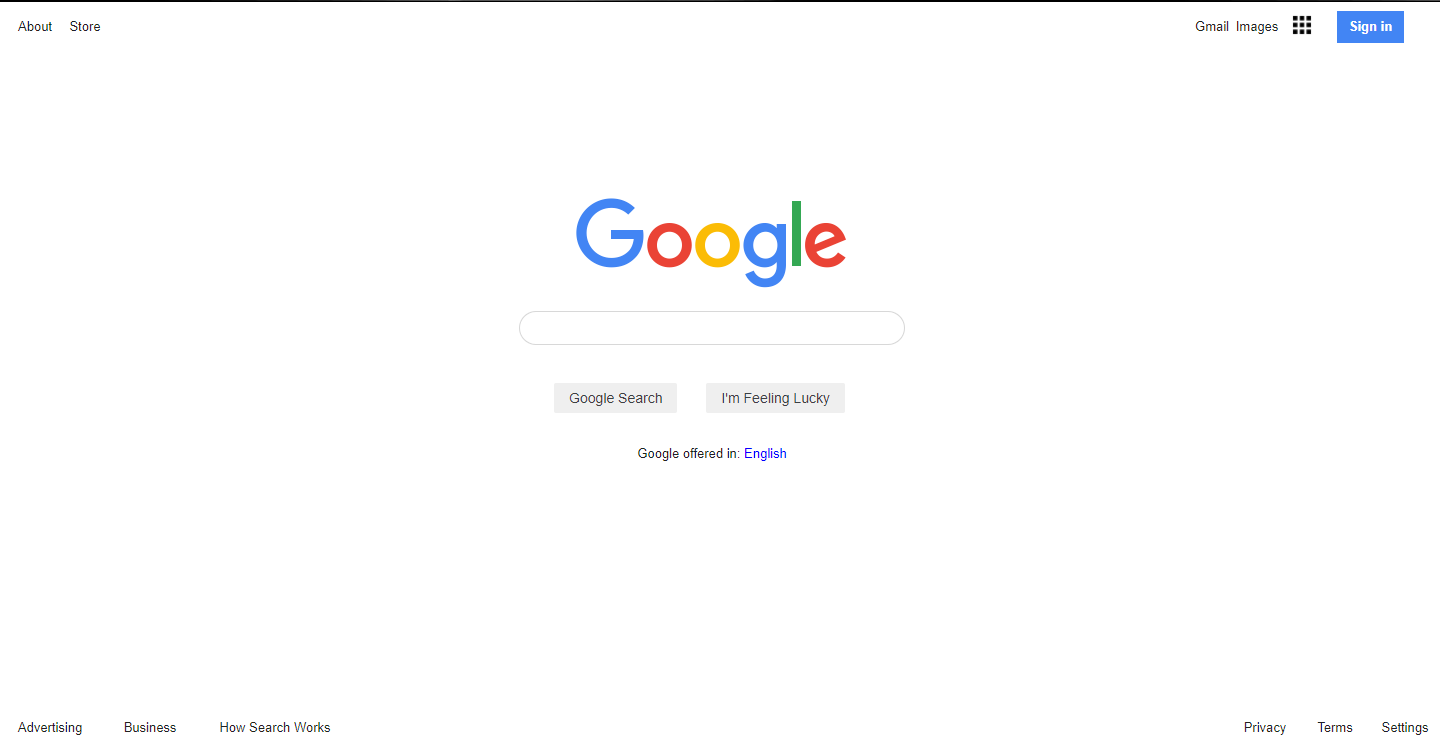 About Store Gmail Images Sign in
Google
Google Search I'm Feeling Lucky
Google offered in: English
Advertising Business How Search Works Privacy Terms Settings